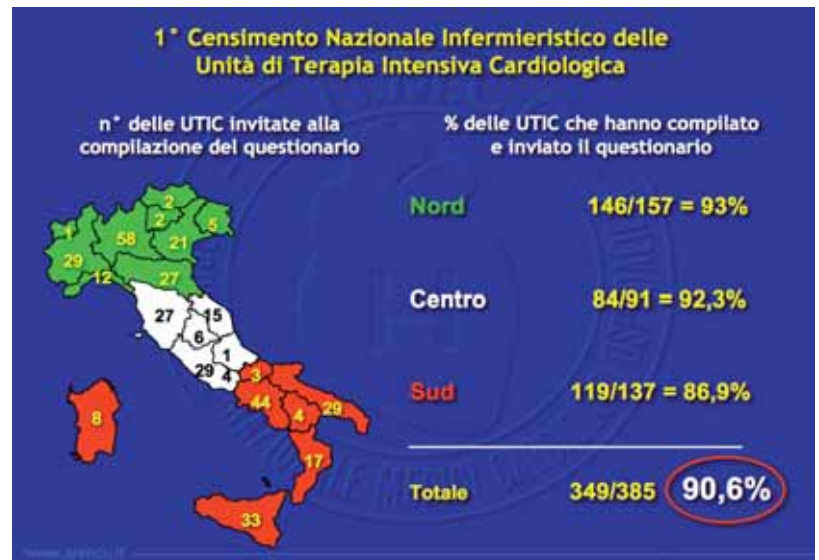 1° Censimento Nazionale Infermieristico delle
Unità di Terapia Intensiva Cardiologica
n° delle UTIC invitate alla
compilazione del questionario
% delle UTIC che hanno compilato
e inviato il questionario
2
2
5
1
58
21
29
12
27
27
15
6
1
29
4
3
44
4
29
8
17
33
Nord 146/157 = 93%
Centro 84/91 = 92,3%
Sud 119/137 = 86,9%
Totale 349/385 90,6%